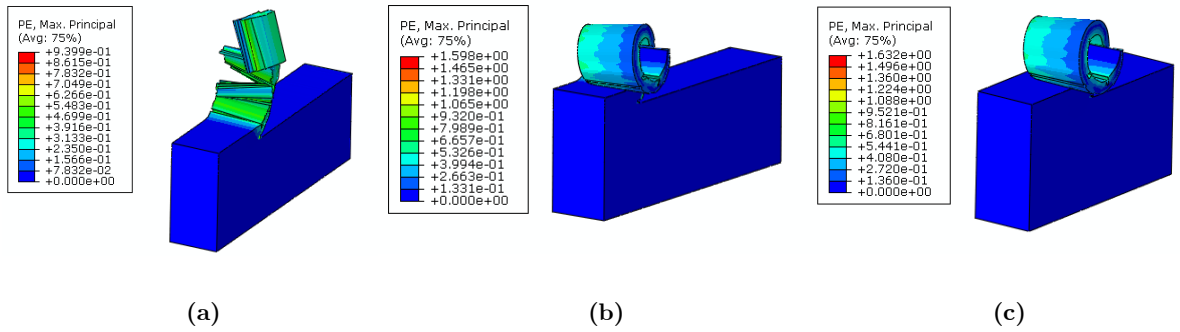 PE, Max. Principal
(Avg: 75%)
+9.399e-01
+8.615e-01
+7.832e-01
+7.049e-01
+6.266e-01
+5.483e-01
+4.699e-01
+3.916e-01
+3.133e-01
+2.350e-01
+1.566e-01
+7.832e-02
+0.000e+00
(a)
PE, Max. Principal
(Avg: 75%)
+1.598e+00
+1.465e+00
+1.331e+00
+1.198e+00
+1.065e+00
+9.320e-01
+7.989e-01
+6.657e-01
+5.326e-01
+3.994e-01
+2.663e-01
+1.331e-01
+0.000e+00
(b)
PE, Max. Principal
(Avg: 75%)
+1.632e+00
+1.496e+00
+1.360e+00
+1.224e+00
+1.088e+00
+9.521e-01
+8.161e-01
+6.801e-01
+5.441e-01
+4.080e-01
+2.720e-01
+1.360e-01
+0.000e+00
(c)